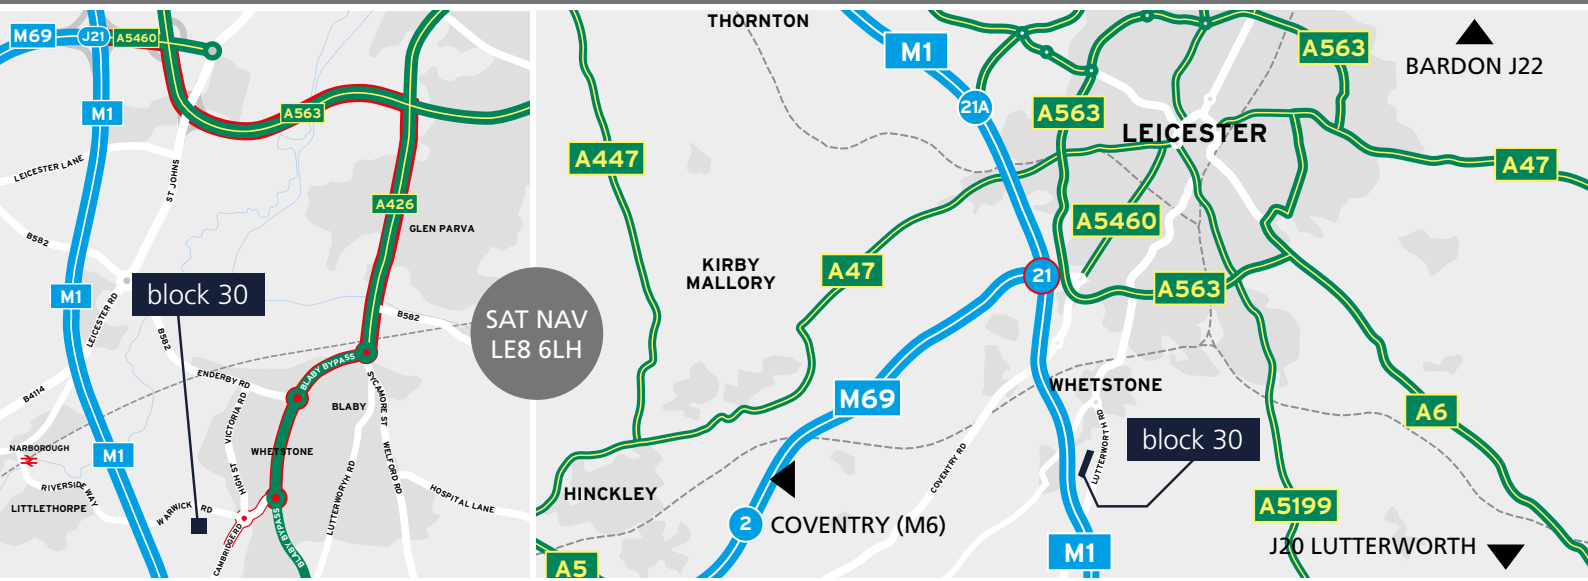 M69
J21
A5460
M1
A563
LEICESTER LANE
ST JOHNS
A426
GLEN PARVA
B582
M1
block 30
LEICESTER RD
B582
B582
BLABY BYPASS
ENDERBY RD
SYCAMORE ST
BLABY
B4114
VICTORIA RD
WHETSTONE
NARBOROUGH
M1
HIGH ST
WELFORD RD
LUTTERWORYH RD
HOSPITAL LANE
RIVERSIDE WAY
LITTLETHORPE
WARWICK RD
CAMBRIDGE RD
BLABY BYPASS
SAT NAV
LE8 6LH
THORNTON
M1
A563
BARDON J22
21A
A563
LEICESTER
A447
A47
A5460
KIRBY
MALLORY
A47
21
A563
WHETSTONE
M69
A6
LUTTERWORTH RD
block 30
COVENTRY RD
HINCKLEY
A5199
2
COVENTRY (M6)
M1
J20 LUTTERWORTH
A5